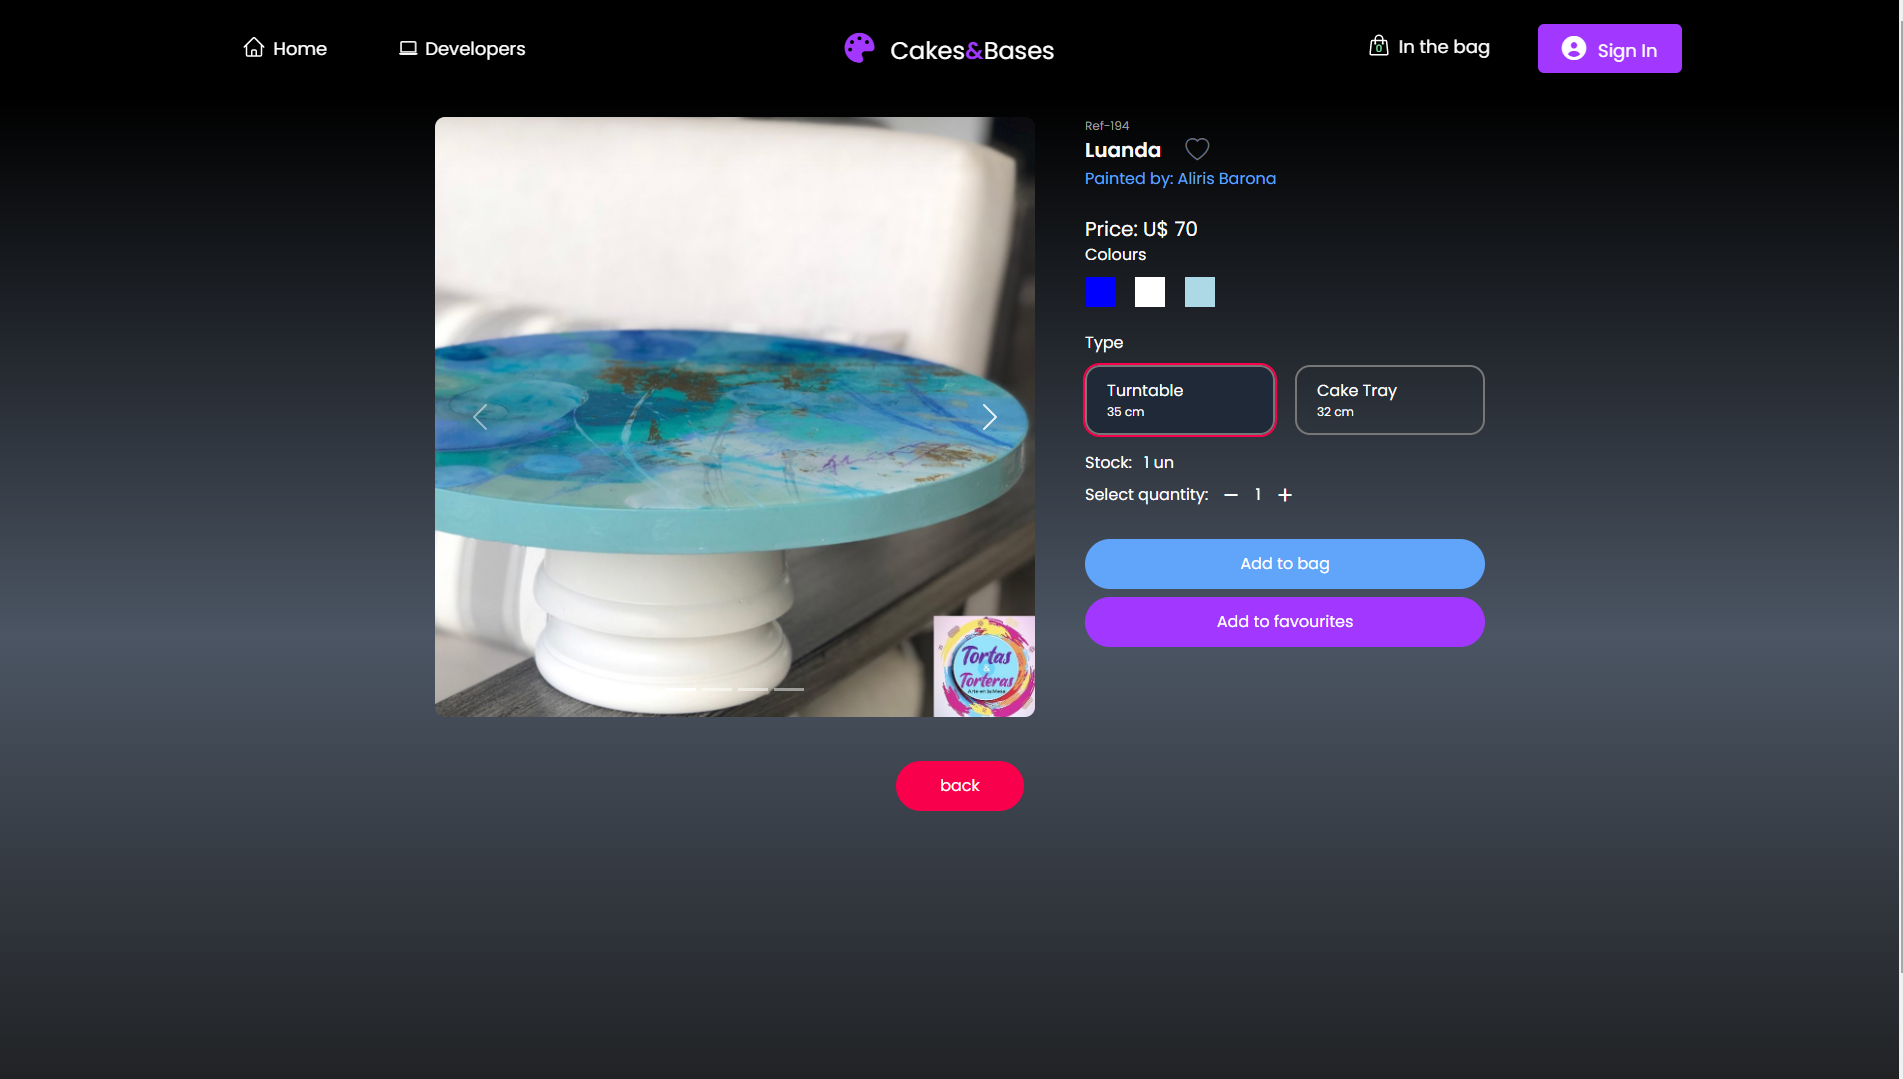 Home
Developers
Cakes&Bases
0
In the bag
Sign In
Ref-194
Luanda
Painted by: Aliris Barona
Price: U$ 70
Colours
Type
Turntable
35 cm
Cake Tray
32 cm
Stock: 1 un
Select quantity: − 1 +
Add to bag
Add to favourites
Tortas
&
Torteras
Arte en la Mesa
back